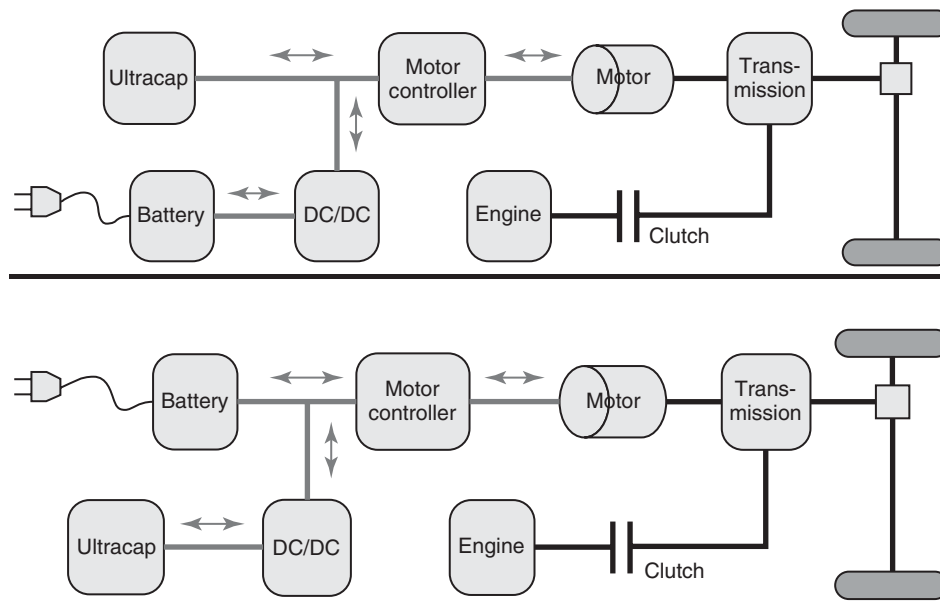 Ultracap
Motor
controller
Motor
Trans-
mission
Battery
DC/DC
Engine
Clutch
Battery
Motor
controller
Motor
Trans-
mission
Ultracap
DC/DC
Engine
Clutch